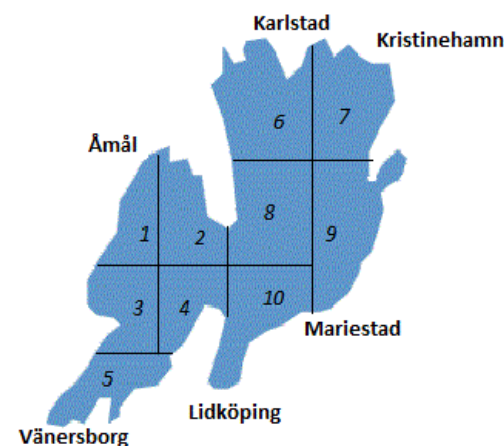 Karlstad
Kristinehamn
6
7
Åmål
8
1
2
9
3
4
10
Mariestad
5
Lidköping
Vänersborg